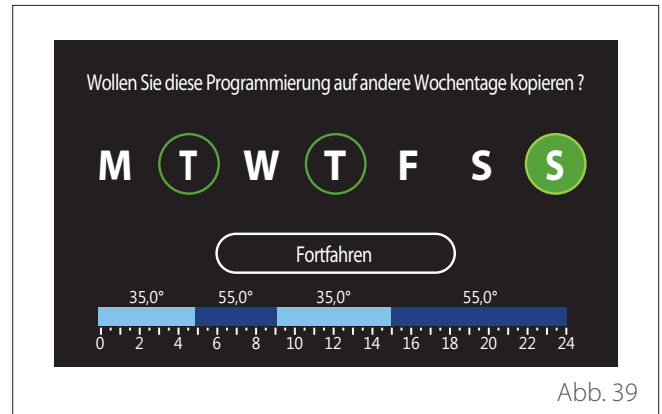 Wollen Sie diese Programmierung auf andere Wochentage kopieren ?
M T W T F S S
Fortfahren
35,0° 55,0° 35,0° 55,0°
0 2 4 6 8 10 12 14 16 18 20 22 24
Abb. 39